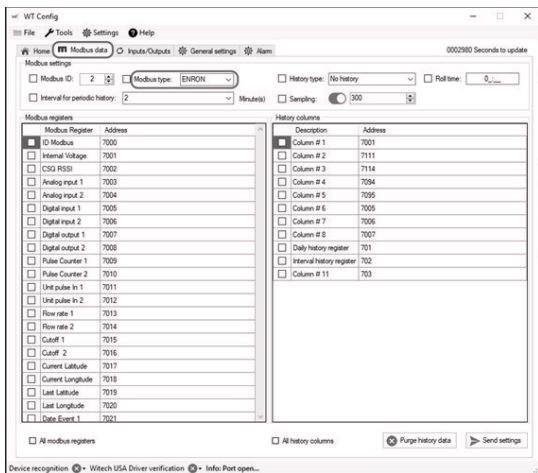 WT Config
File Tools Settings Help
Home Modbus data Inputs/Outputs General settings Alarm 0002980 Seconds to update
Modbus settings
Modbus ID: 2 Modbus type: ENRON History type: No history Roll time: 0_:__
Interval for periodic history: 2 Minute(s) Sampling: 300
Modbus registers
Modbus Register Address
ID Modbus 7000
Internal Voltage 7001
CSQ RSSI 7002
Analog input 1 7003
Analog input 2 7004
Digital input 1 7005
Digital input 2 7006
Digital output 1 7007
Digital output 2 7008
Pulse Counter 1 7009
Pulse Counter 2 7010
Unit pulse In 1 7011
Unit pulse In 2 7012
Flow rate 1 7013
Flow rate 2 7014
Cutoff 1 7015
Cutoff 2 7016
Current Latitude 7017
Current Longitude 7018
Last Latitude 7019
Last Longitude 7020
Date Event 1 7021
All modbus registers
History columns
Description Address
Column # 1 7001
Column # 2 7111
Column # 3 7114
Column # 4 7094
Column # 5 7095
Column # 6 7005
Column # 7 7006
Column # 8 7007
Daily history register 701
Interval history register 702
Column # 11 703
All history columns Purge history data Send settings
Device recognition Witech USA Driver verification Info: Port open...